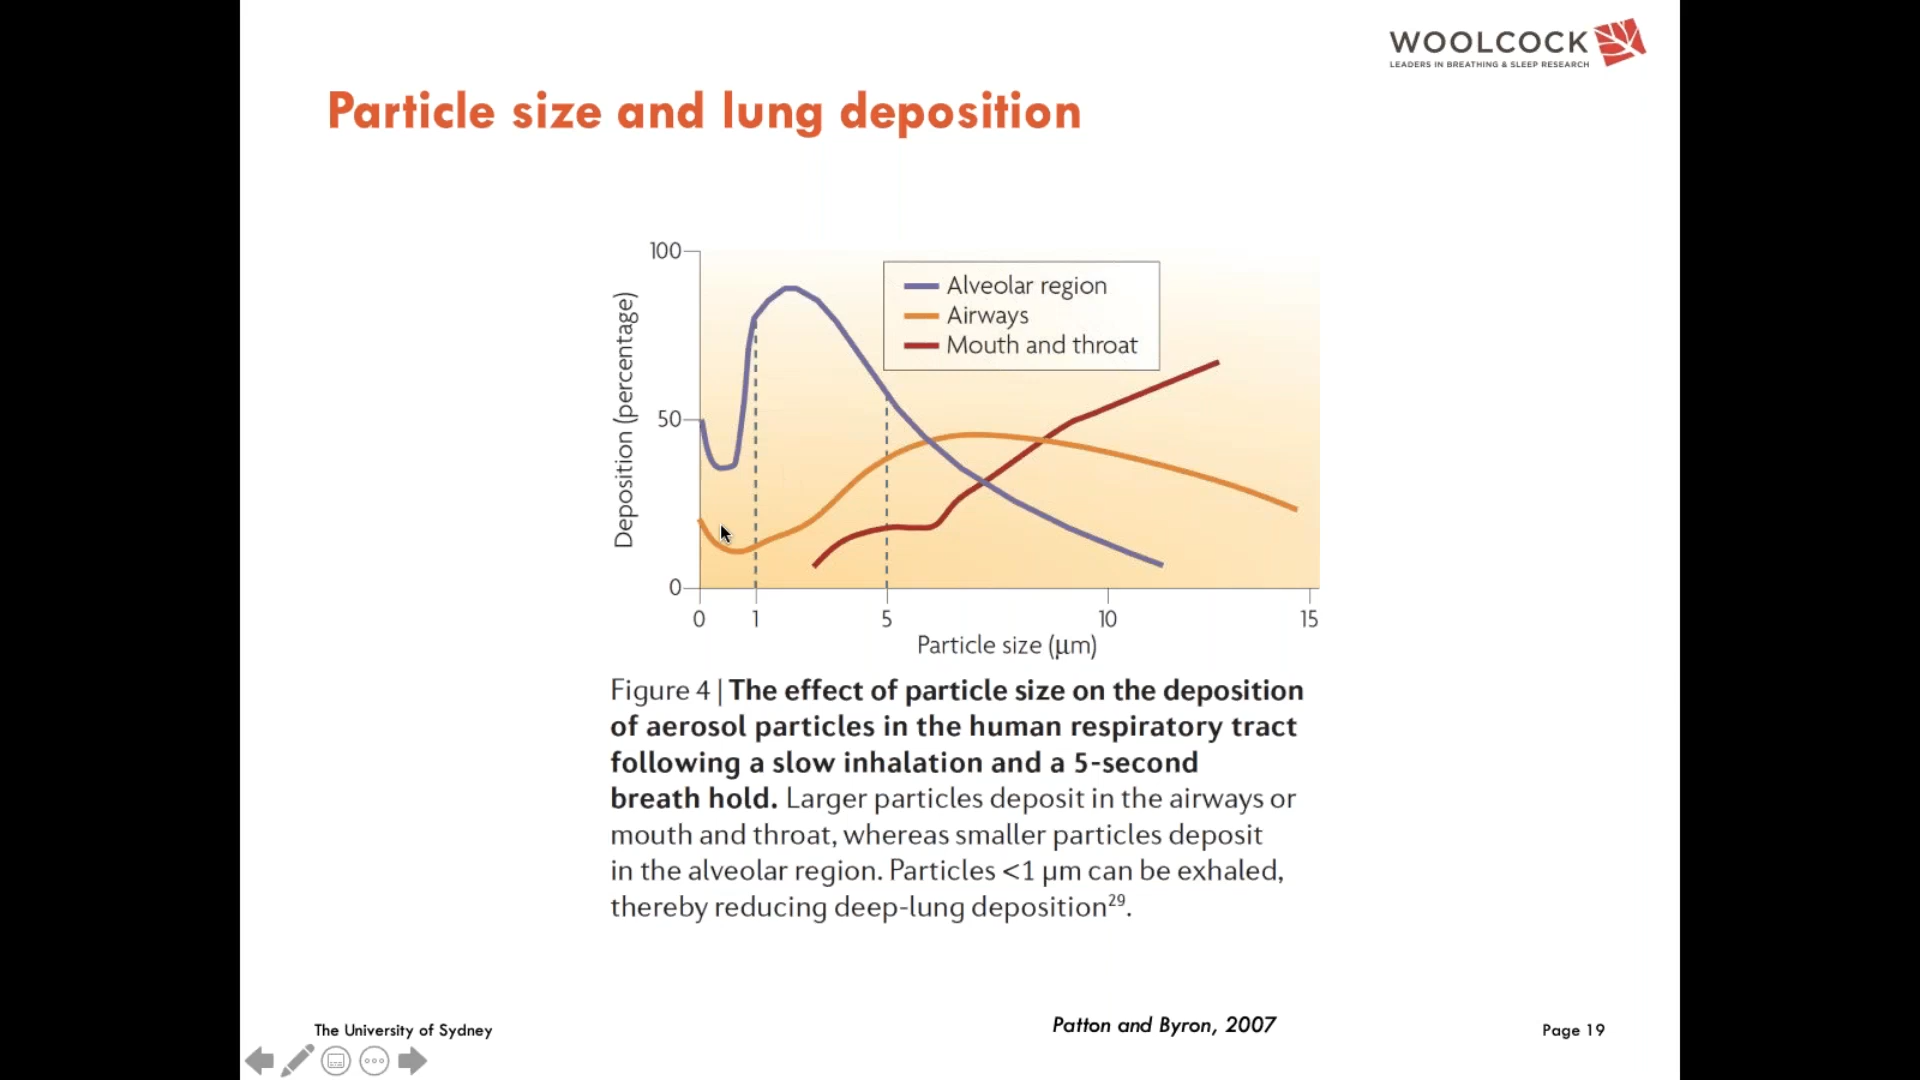 WOOLCOCK
LEADERS IN BREATHING & SLEEP RESEARCH
Particle size and lung deposition
100
50
0
Deposition (percentage)
Alveolar region
Airways
Mouth and throat
0 1 5 10 15
Particle size (μm)
Figure 4 | The effect of particle size on the deposition
of aerosol particles in the human respiratory tract
following a slow inhalation and a 5-second
breath hold. Larger particles deposit in the airways or
mouth and throat, whereas smaller particles deposit
in the alveolar region. Particles <1 μm can be exhaled,
thereby reducing deep-lung deposition²⁹.
The University of Sydney
Patton and Byron, 2007
Page 19